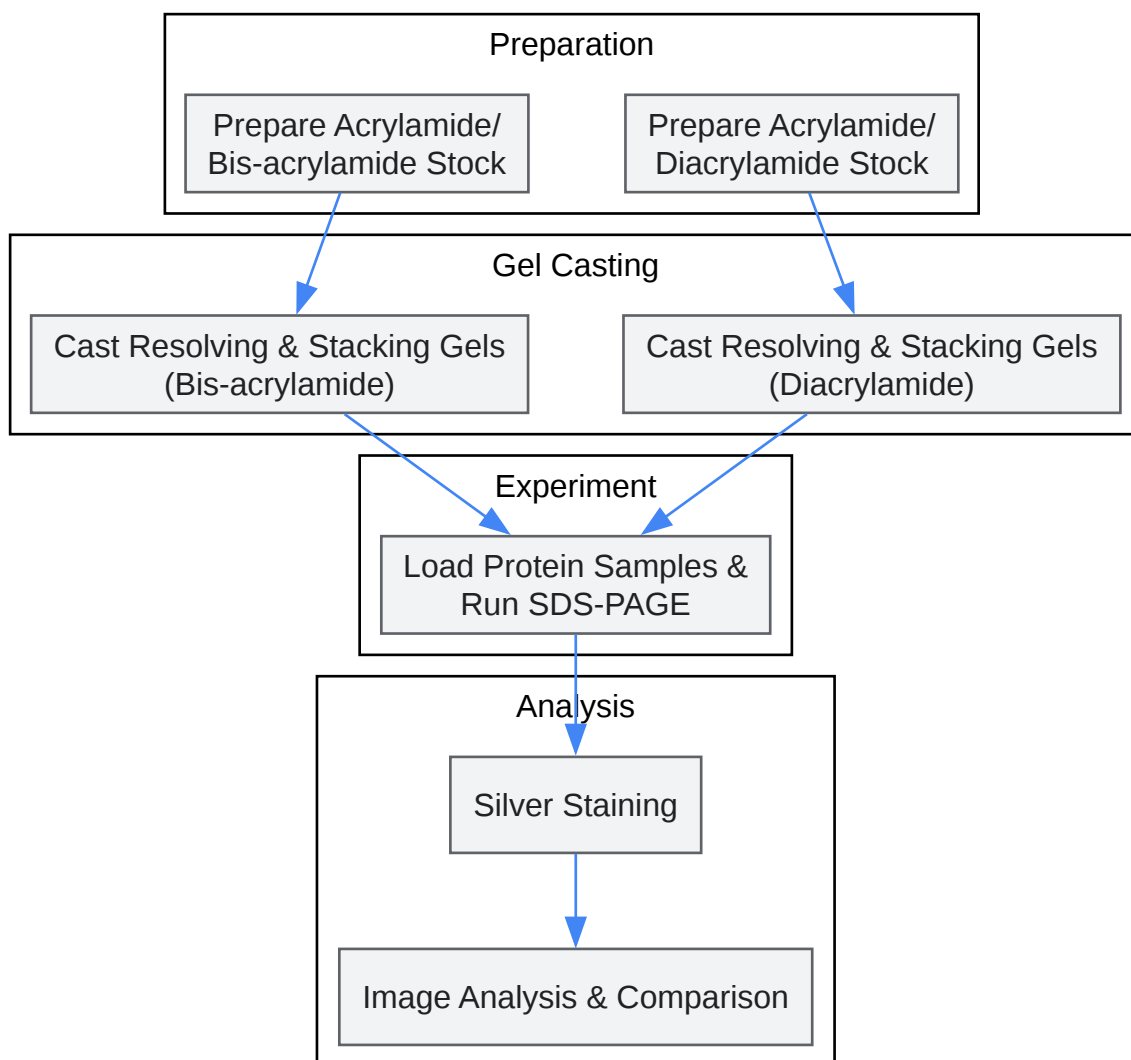 Preparation
Prepare Acrylamide/
Bis-acrylamide Stock
Prepare Acrylamide/
Diacrylamide Stock
Gel Casting
Cast Resolving & Stacking Gels
(Bis-acrylamide)
Cast Resolving & Stacking Gels
(Diacrylamide)
Experiment
Load Protein Samples &
Run SDS-PAGE
Analysis
Silver Staining
Image Analysis & Comparison